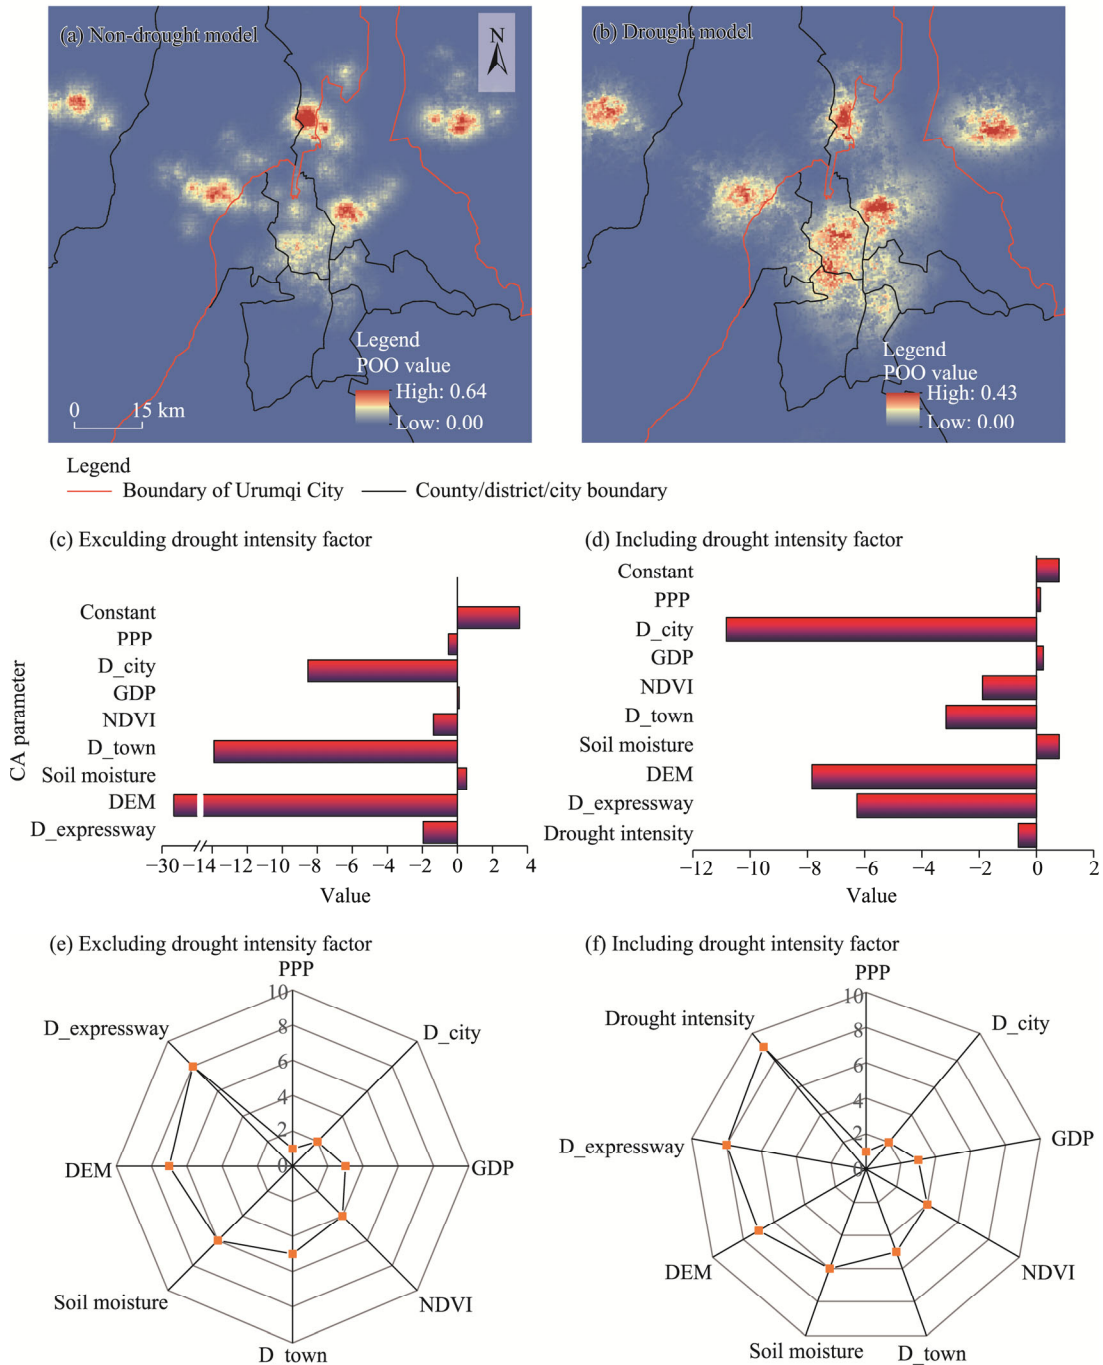 (a) Non-drought model
N
(b) Drought model
Legend
POO value
High: 0.64
Low: 0.00
0 15 km
Legend
POO value
High: 0.43
Low: 0.00
Legend
Boundary of Urumqi City
County/district/city boundary
(c) Exculding drought intensity factor
CA parameter
Constant
PPP
D_city
GDP
NDVI
D_town
Soil moisture
DEM
D_expressway
−30 −14 −12 −10 −8 −6 −4 −2 0 2 4
Value
(d) Including drought intensity factor
Constant
PPP
D_city
GDP
NDVI
D_town
Soil moisture
DEM
D_expressway
Drought intensity
−12 −10 −8 −6 −4 −2 0 2
Value
(e) Excluding drought intensity factor
PPP
D_city
GDP
NDVI
D_town
Soil moisture
DEM
D_expressway
10
8
6
4
2
0
(f) Including drought intensity factor
PPP
D_city
GDP
NDVI
D_town
Soil moisture
DEM
D_expressway
Drought intensity
10
8
6
4
2
0